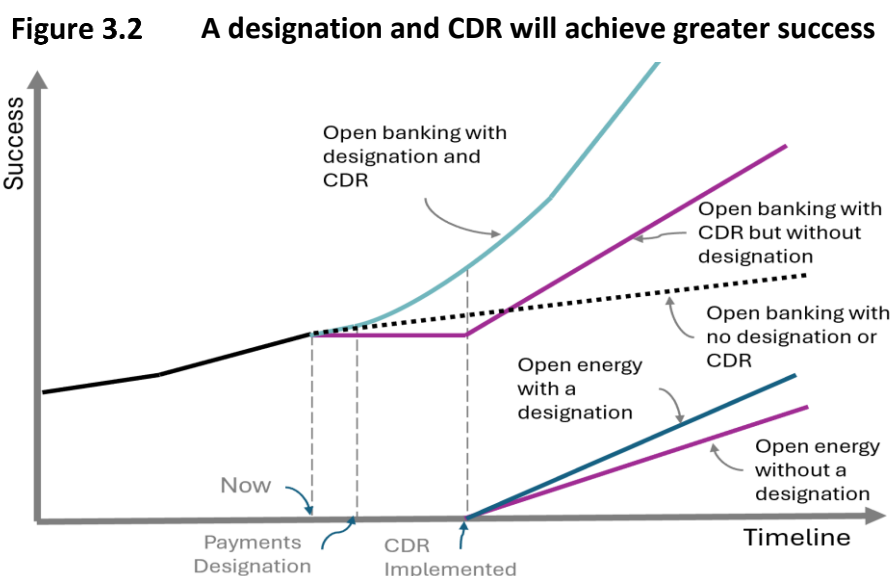 Figure 3.2 A designation and CDR will achieve greater success
Success
Open banking with
designation and
CDR
Open banking with
CDR but without
designation
Open banking with
no designation or
CDR
Open energy
with a
designation
Open energy
without a
designation
Now
Payments
Designation
CDR
Implemented
Timeline